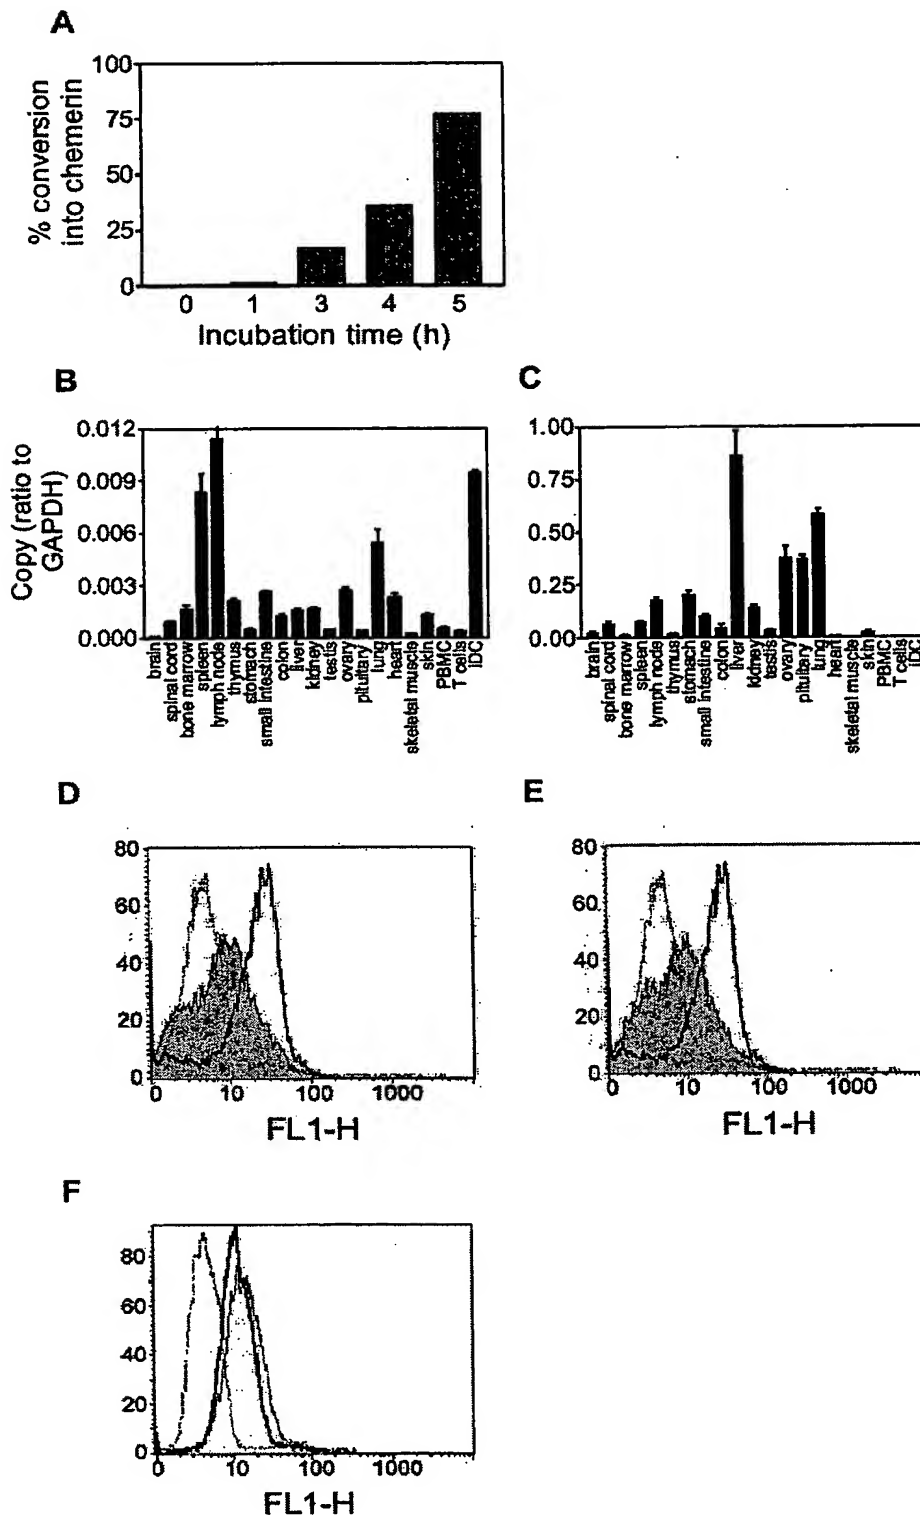 A
% conversion
into chemerin
100
75
50
25
0
0 1 3 4 5
Incubation time (h)
B
Copy (ratio to
GAPDH)
0.012
0.009
0.006
0.003
0.000
brain
spinal cord
bone marrow
spleen
lymph node
thymus
stomach
small intestine
colon
liver
kidney
testis
ovary
pituitary
lung
heart
skeletal muscle
skin
PBMC
T cells
iDC
C
1.00
0.75
0.50
0.25
0.00
brain
spinal cord
bone marrow
spleen
lymph node
thymus
stomach
small intestine
colon
liver
kidney
testis
ovary
pituitary
lung
heart
skeletal muscle
skin
PBMC
T cells
iDC
D
80
60
40
20
0
0 10 100 1000
FL1-H
E
80
60
40
20
0
0 10 100 1000
FL1-H
F
80
60
40
20
0
0 10 100 1000
FL1-H